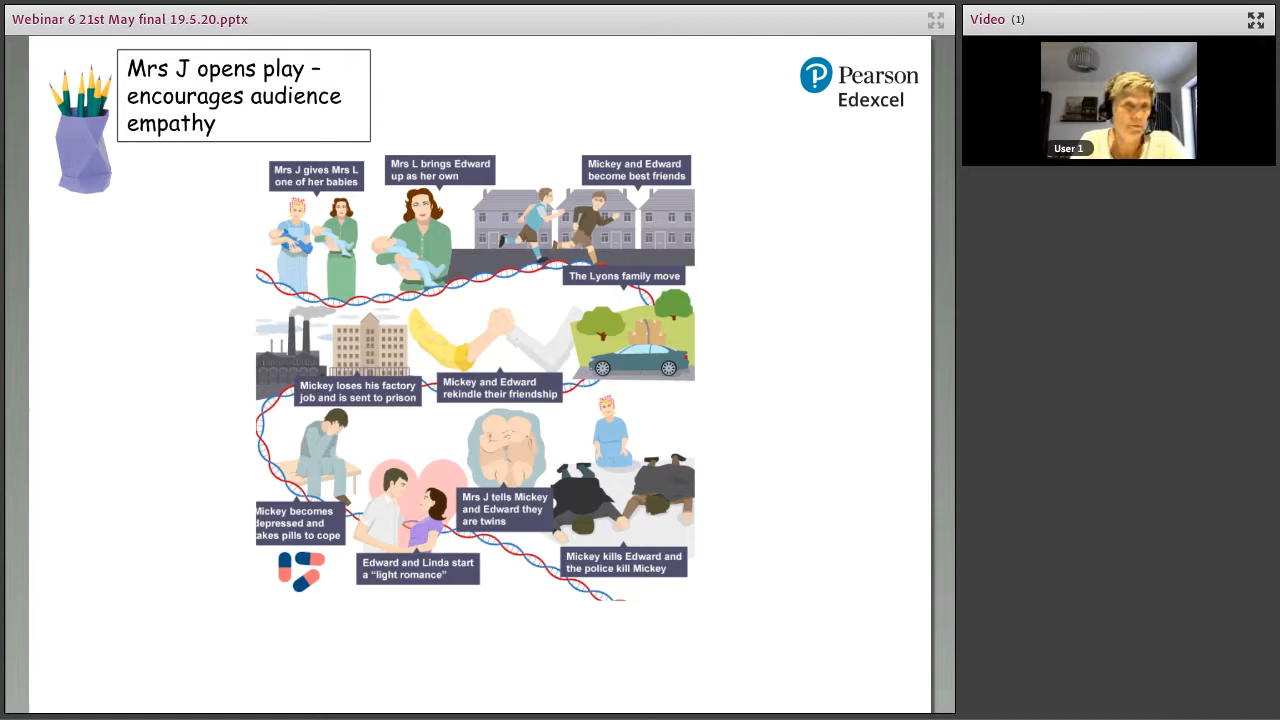 Webinar 6 21st May final 19.5.20.pptx
Video (1)
Mrs J opens play –
encourages audience
empathy
Pearson
Edexcel
User 1
Mrs J gives Mrs L
one of her babies
Mrs L brings Edward
up as her own
Mickey and Edward
become best friends
The Lyons family move
Mickey loses his factory
job and is sent to prison
Mickey and Edward
rekindle their friendship
Mickey becomes
depressed and
takes pills to cope
Edward and Linda start
a “light romance”
Mrs J tells Mickey
and Edward they
are twins
Mickey kills Edward and
the police kill Mickey